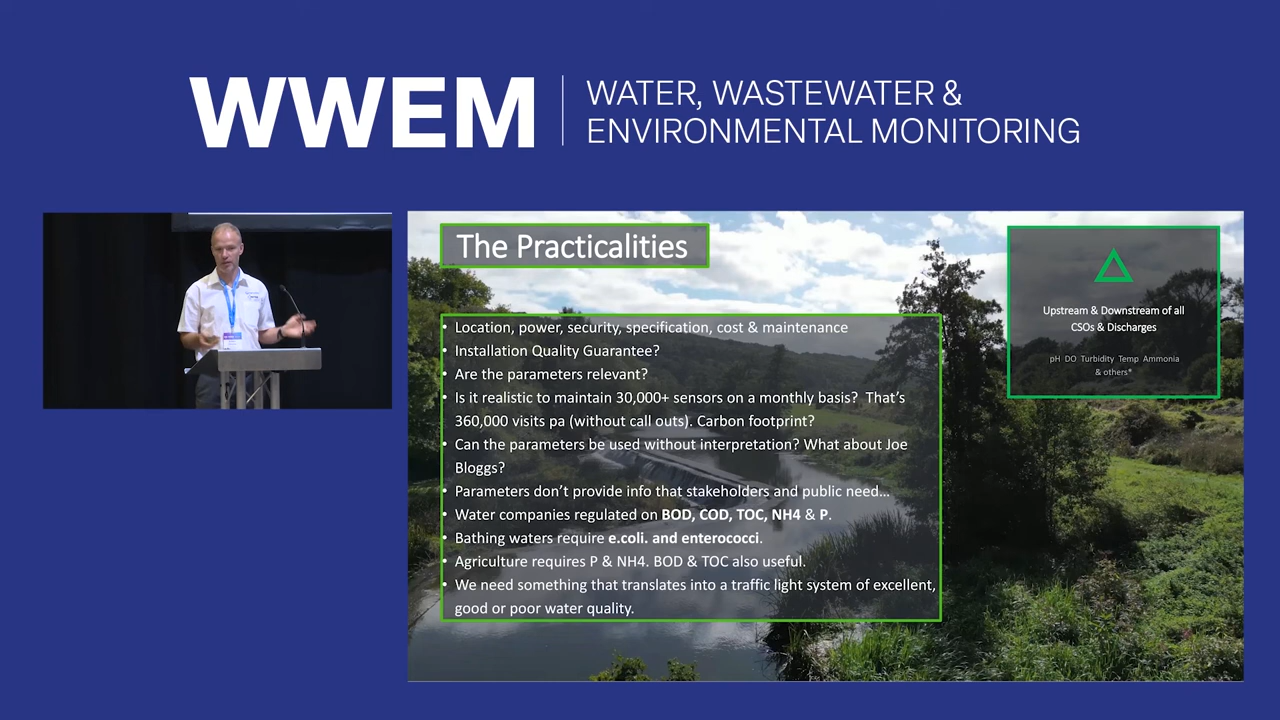 WWEM
WATER, WASTEWATER &
ENVIRONMENTAL MONITORING
The Practicalities
• Location, power, security, specification, cost & maintenance
• Installation Quality Guarantee?
• Are the parameters relevant?
• Is it realistic to maintain 30,000+ sensors on a monthly basis? That's
360,000 visits pa (without call outs). Carbon footprint?
• Can the parameters be used without interpretation? What about Joe
Bloggs?
• Parameters don't provide info that stakeholders and public need...
• Water companies regulated on BOD, COD, TOC, NH4 & P.
• Bathing waters require e.coli. and enterococci.
• Agriculture requires P & NH4. BOD & TOC also useful.
• We need something that translates into a traffic light system of excellent,
good or poor water quality.
Upstream & Downstream of all
CSOs & Discharges
pH DO Turbidity Temp Ammonia
& others*